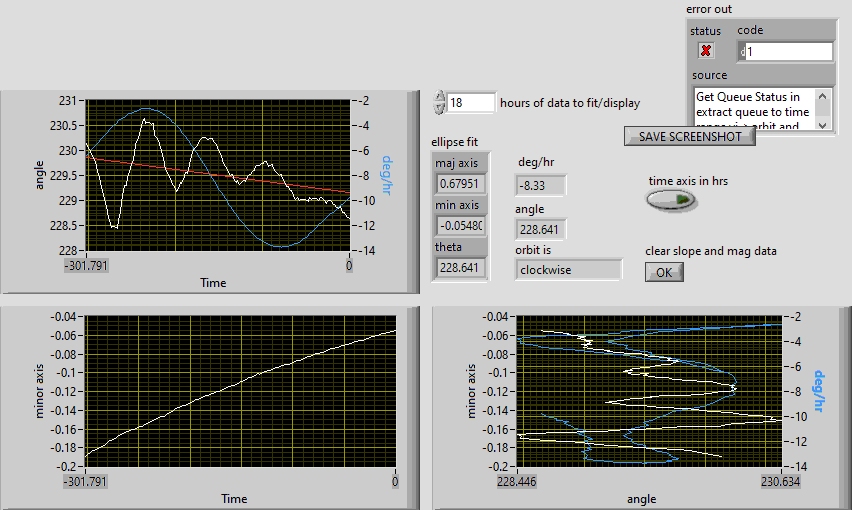 error out
status
code
d
1
source
Get Queue Status in
extract queue to time
orbit and
SAVE SCREENSHOT
18
hours of data to fit/display
ellipse fit
maj axis
0.67951
min axis
-0.0548
theta
228.641
deg/hr
-8.33
angle
228.641
orbit is
clockwise
time axis in hrs
clear slope and mag data
OK
231
230.5
230
229.5
229
228.5
228
angle
-2
-4
-6
-8
-10
-12
-14
deg/hr
-301.791
0
Time
-0.04
-0.06
-0.08
-0.1
-0.12
-0.14
-0.16
-0.18
-0.2
minor axis
-301.791
0
Time
-0.04
-0.06
-0.08
-0.1
-0.12
-0.14
-0.16
-0.18
-0.2
minor axis
-2
-4
-6
-8
-10
-12
-14
deg/hr
228.446
230.634
angle